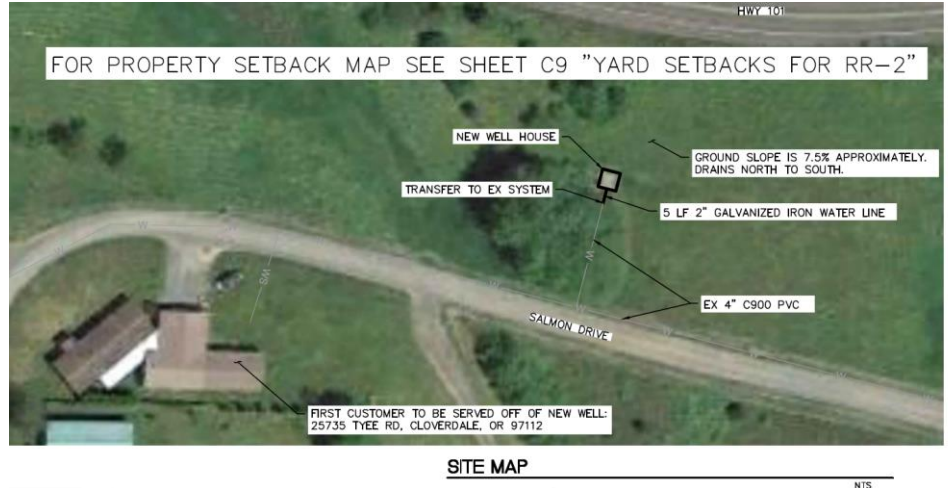 HWY 101
FOR PROPERTY SETBACK MAP SEE SHEET C9 "YARD SETBACKS FOR RR-2"
NEW WELL HOUSE
GROUND SLOPE IS 7.5% APPROXIMATELY.
DRAINS NORTH TO SOUTH.
TRANSFER TO EX SYSTEM
5 LF 2" GALVANIZED IRON WATER LINE
W
W
W
WS
EX 4" C900 PVC
SALMON DRIVE
W
W
W
W
W
FIRST CUSTOMER TO BE SERVED OFF OF NEW WELL:
25735 TYEE RD, CLOVERDALE, OR 97112
SITE MAP
NTS